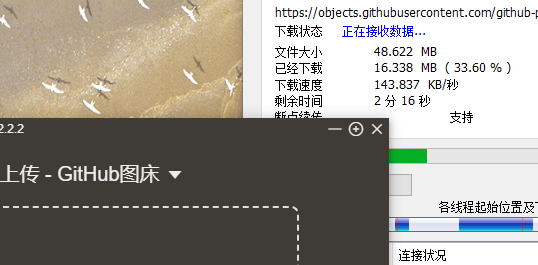 https://objects.githubusercontent.com/github-p
下载状态 正在接收数据...
文件大小 48.622 MB
已经下载 16.338 MB ( 33.60 % )
下载速度 143.837 KB/秒
剩余时间 2 分 16 秒
断点续传 支持
2.2.2
上传 - GitHub图床
各线程起始位置及下
连接状况